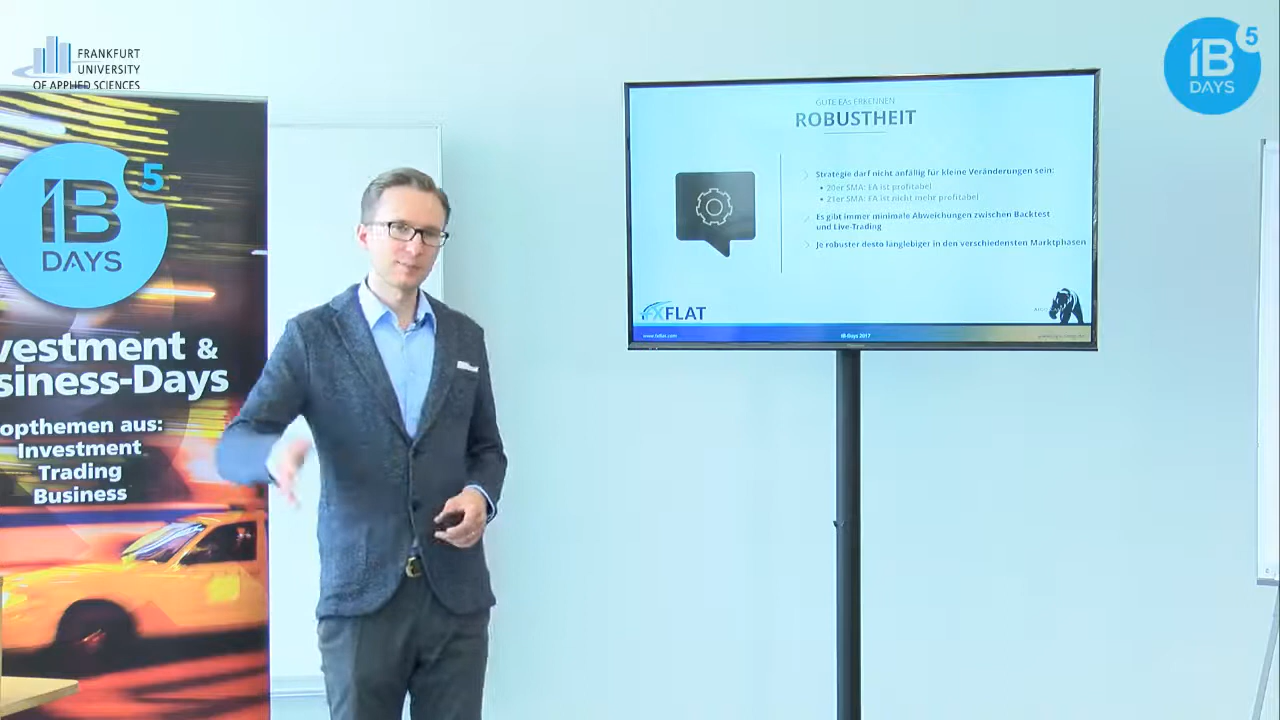 FRANKFURT
UNIVERSITY
OF APPLIED SCIENCES
IB 5
DAYS
IB 5
DAYS
vestment &
siness-Days
opthemen aus:
Investment
Trading
Business
GUTE EAs ERKENNEN
ROBUSTHEIT
Strategie darf nicht anfällig für kleine Veränderungen sein:
• 20er SMA: EA ist profitabel
• 21er SMA: EA ist nicht mehr profitabel
Es gibt immer minimale Abweichungen zwischen Backtest
und Live-Trading
Je robuster desto langlebiger in den verschiedensten Marktphasen
FXFLAT
www.fxflat.com
IB-Days 2017